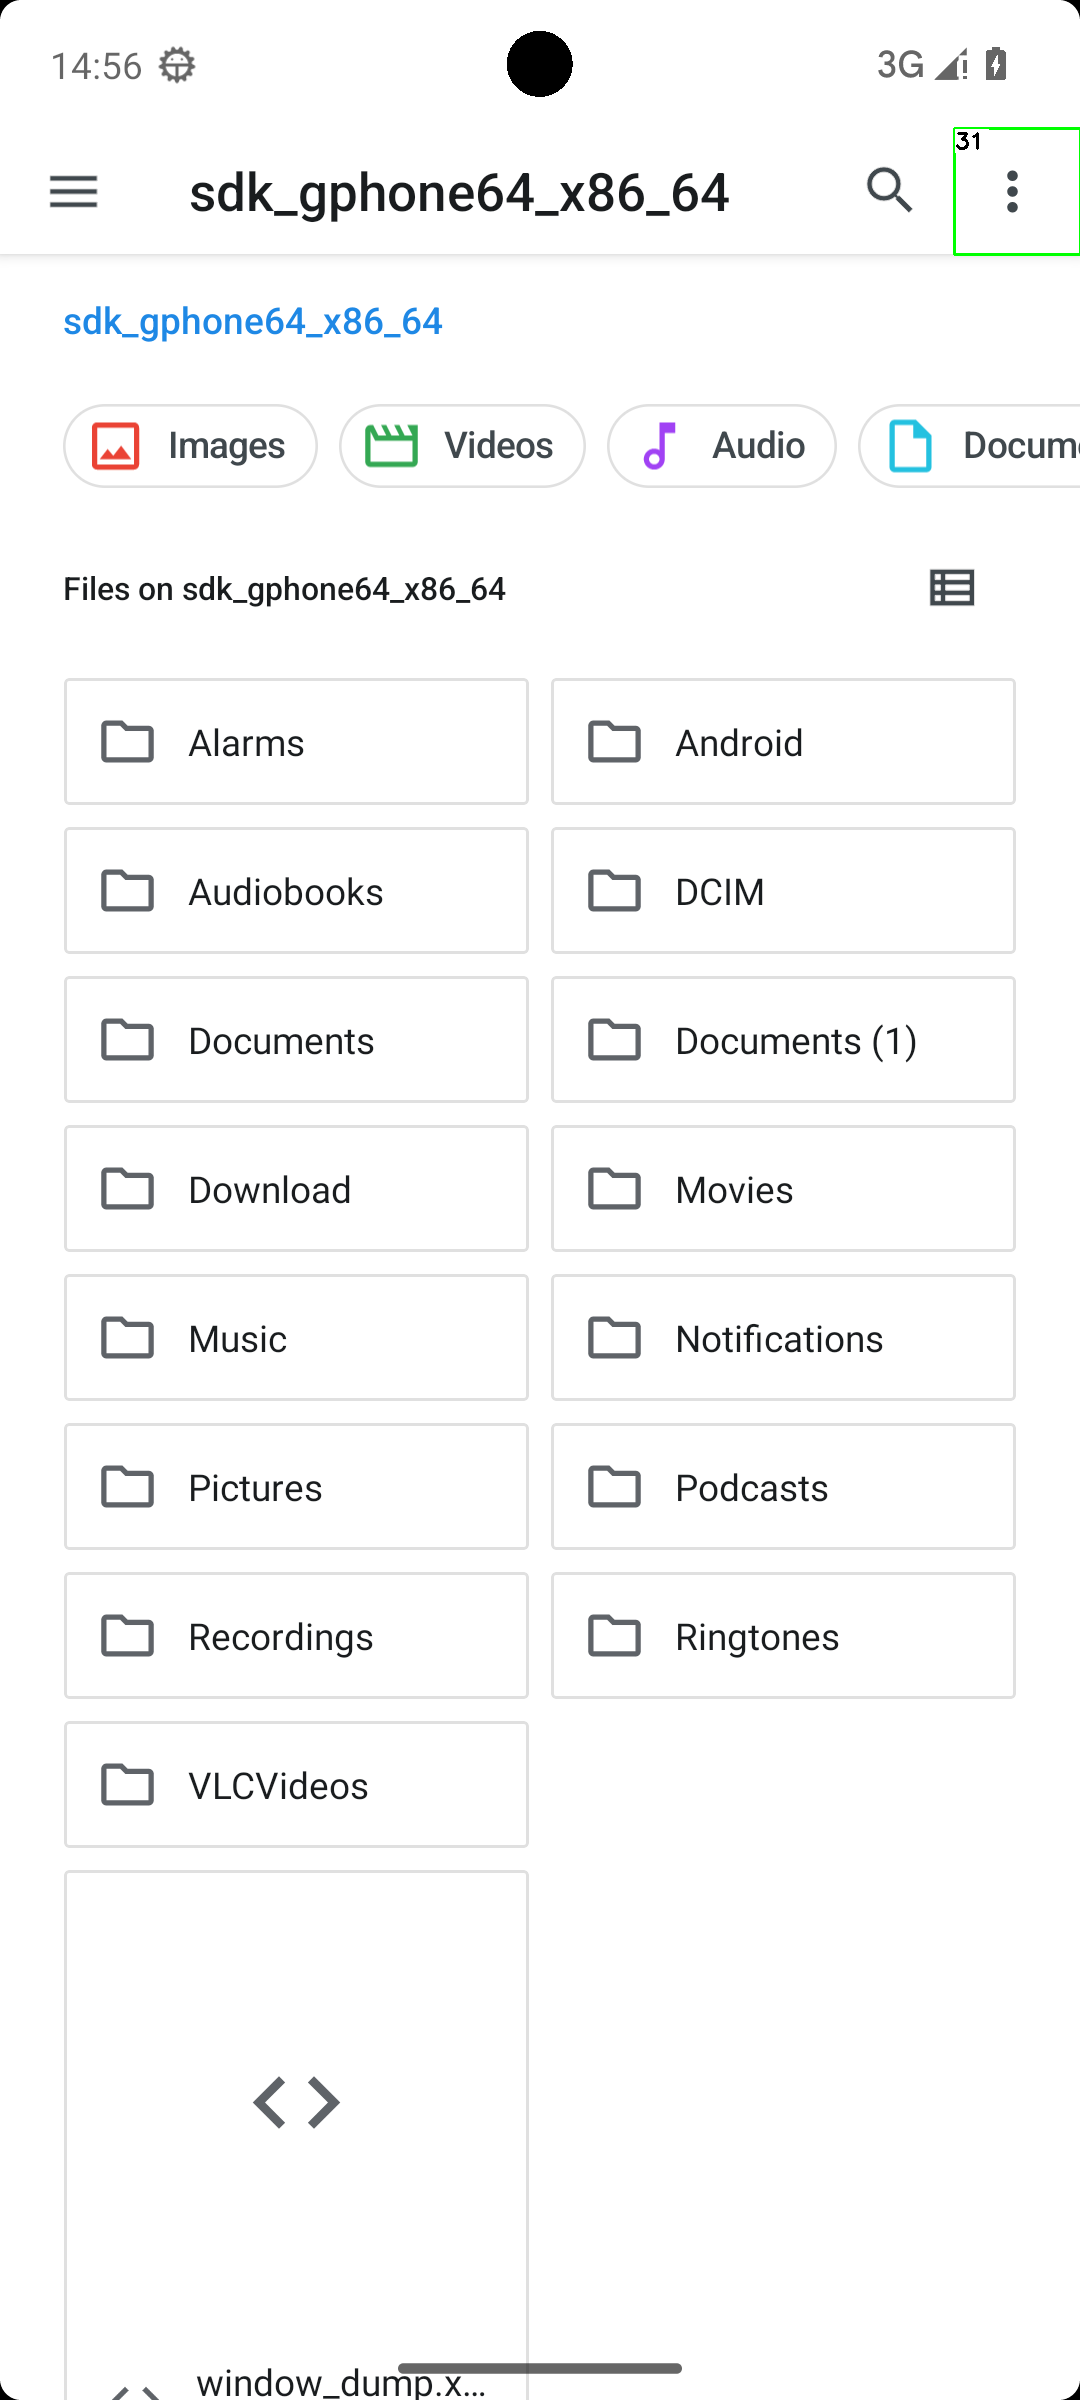 14:56
3G
31
sdk_gphone64_x86_64
sdk_gphone64_x86_64
Images
Videos
Audio
Docum
Files on sdk_gphone64_x86_64
Alarms
Android
Audiobooks
DCIM
Documents
Documents (1)
Download
Movies
Music
Notifications
Pictures
Podcasts
Recordings
Ringtones
VLCVideos
window_dump.x...